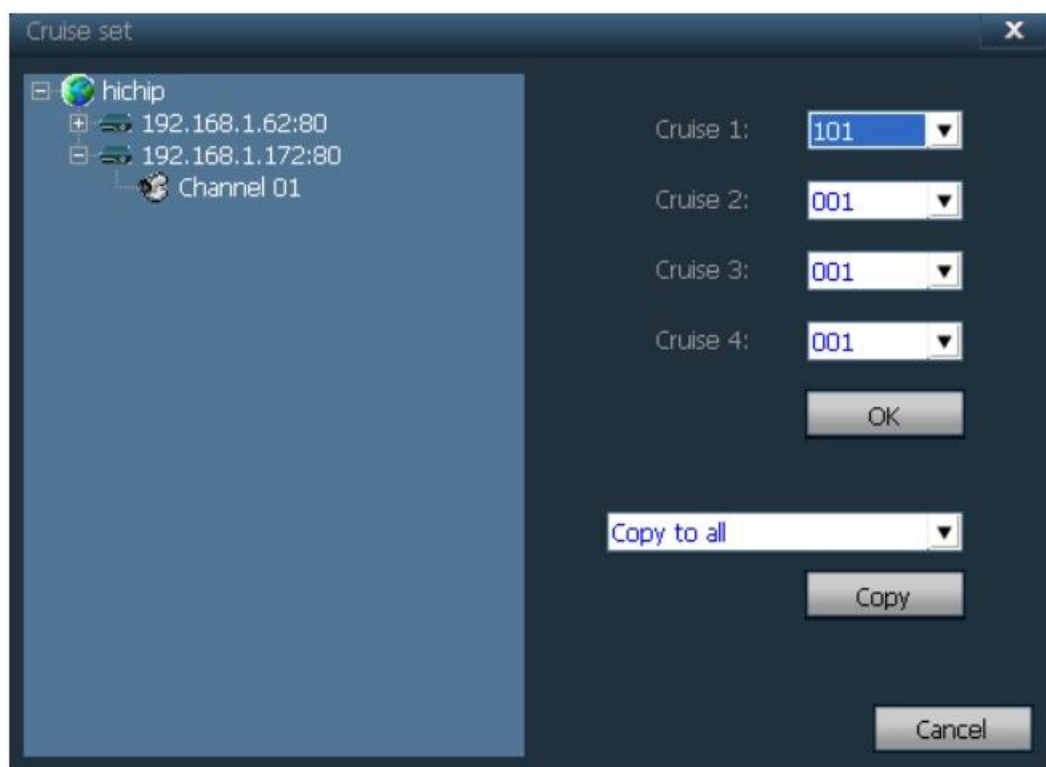 Cruise set
x
hichip
192.168.1.62:80
192.168.1.172:80
Channel 01
Cruise 1: 101
Cruise 2: 001
Cruise 3: 001
Cruise 4: 001
OK
Copy to all
Copy
Cancel